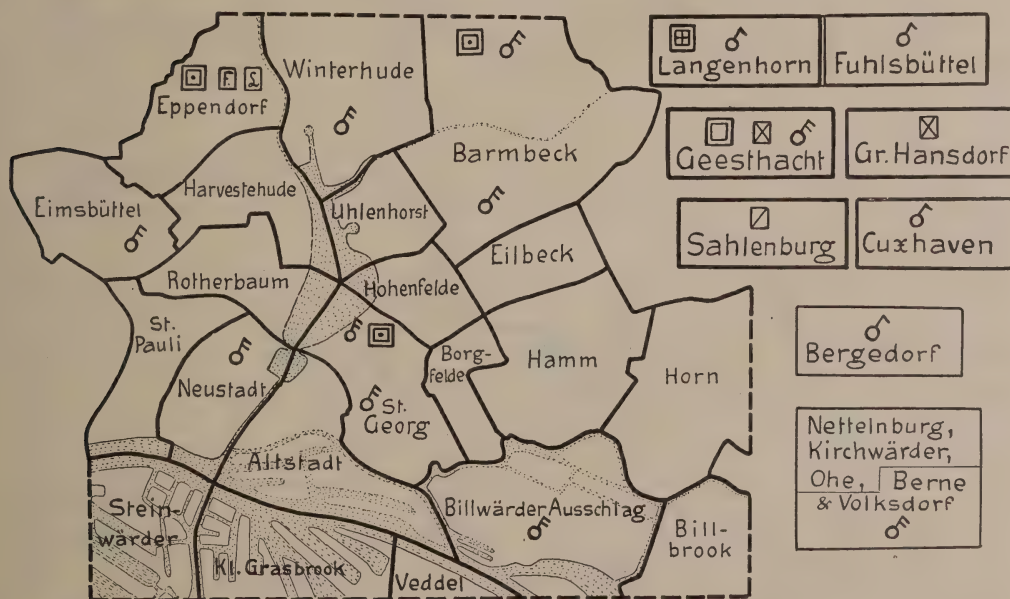 Winterhude
Langenhorn
Fuhlsbüttel
F. L
Eppendorf
Geesthacht
Gr. Hansdorf
Barmbeck
Harvestehude
Eimsbüttel
Uhlenhorst
Sahlenburg
Cuxhaven
Eilbeck
Rotherbaum
Hohenfelde
St.
Pauli
Borg-
felde
Hamm
Horn
Bergedorf
Neustadt
St.
Georg
Nettelnburg,
Kirchwärder,
Ohe, Berne
& Volksdorf
Altstadt
Stein-
wärder
Billwärder Ausschlag
Bill-
brook
Kl. Grasbrook
Veddel